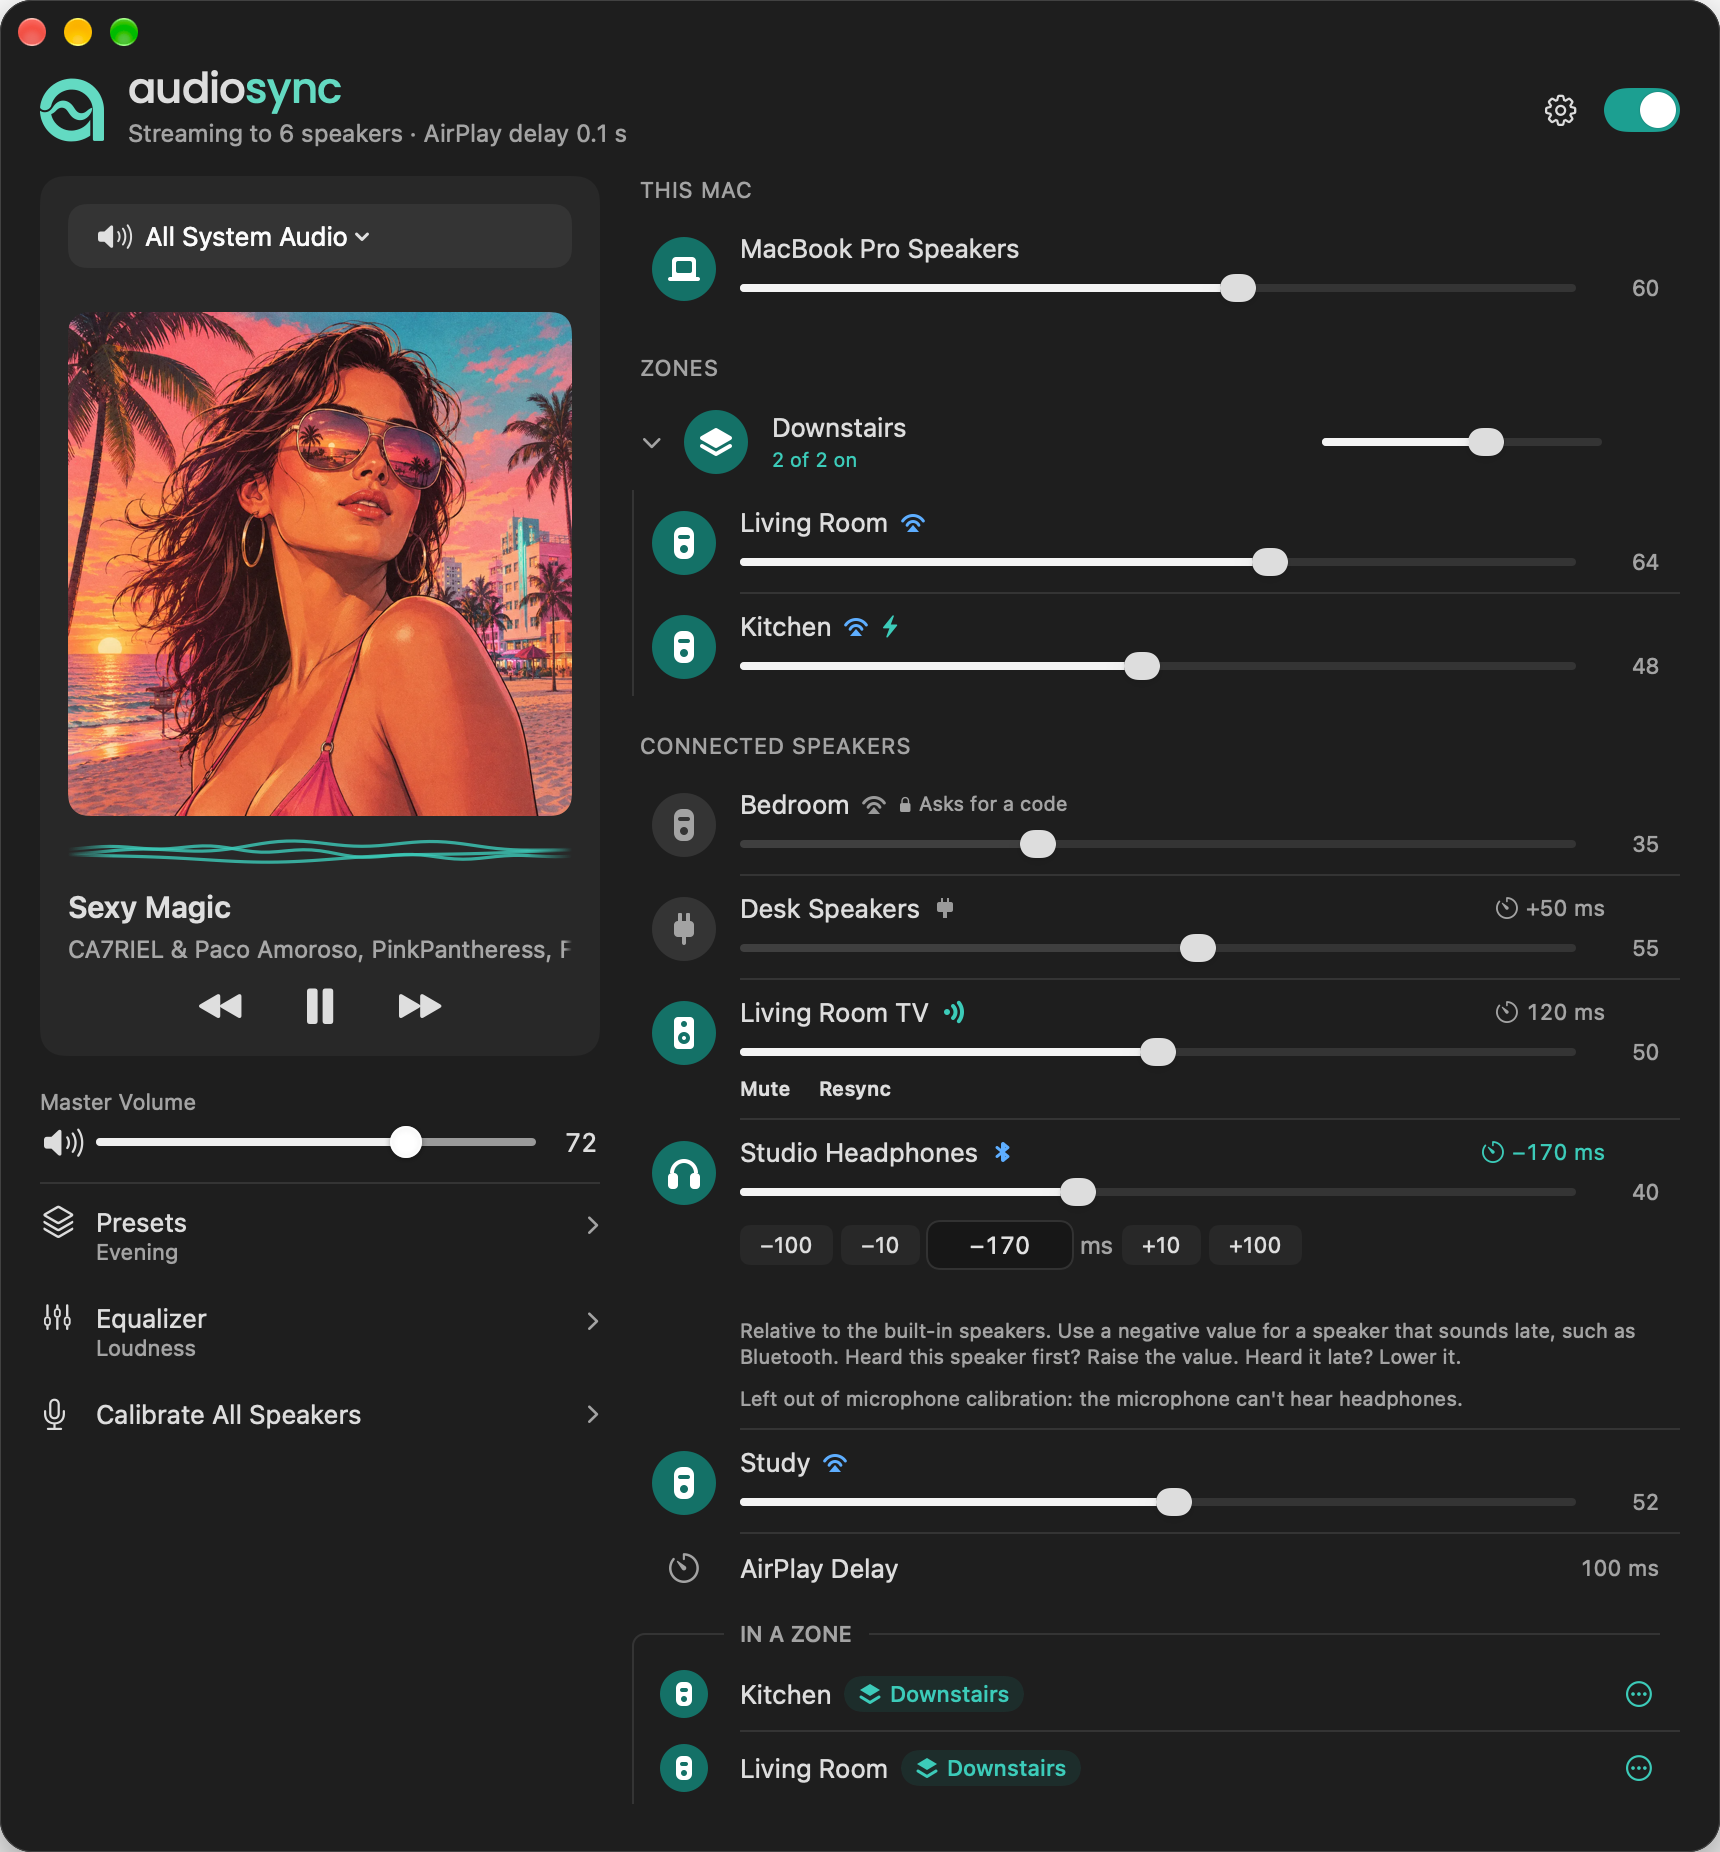 audiosync
Streaming to 6 speakers · AirPlay delay 0.1 s
All System Audio
Sexy Magic
CA7RIEL & Paco Amoroso, PinkPantheress,
Master Volume
72
Presets
Evening
Equalizer
Loudness
Calibrate All Speakers
THIS MAC
MacBook Pro Speakers
60
ZONES
Downstairs
2 of 2 on
Living Room
64
Kitchen
48
CONNECTED SPEAKERS
Bedroom Asks for a code
35
Desk Speakers +50 ms
55
Living Room TV 120 ms
50
Mute Resync
Studio Headphones −170 ms
40
−100 −10 −170 ms +10 +100
Relative to the built-in speakers. Use a negative value for a speaker that sounds late, such as
Bluetooth. Heard this speaker first? Raise the value. Heard it late? Lower it.
Left out of microphone calibration: the microphone can't hear headphones.
Study
52
AirPlay Delay 100 ms
IN A ZONE
Kitchen Downstairs
Living Room Downstairs